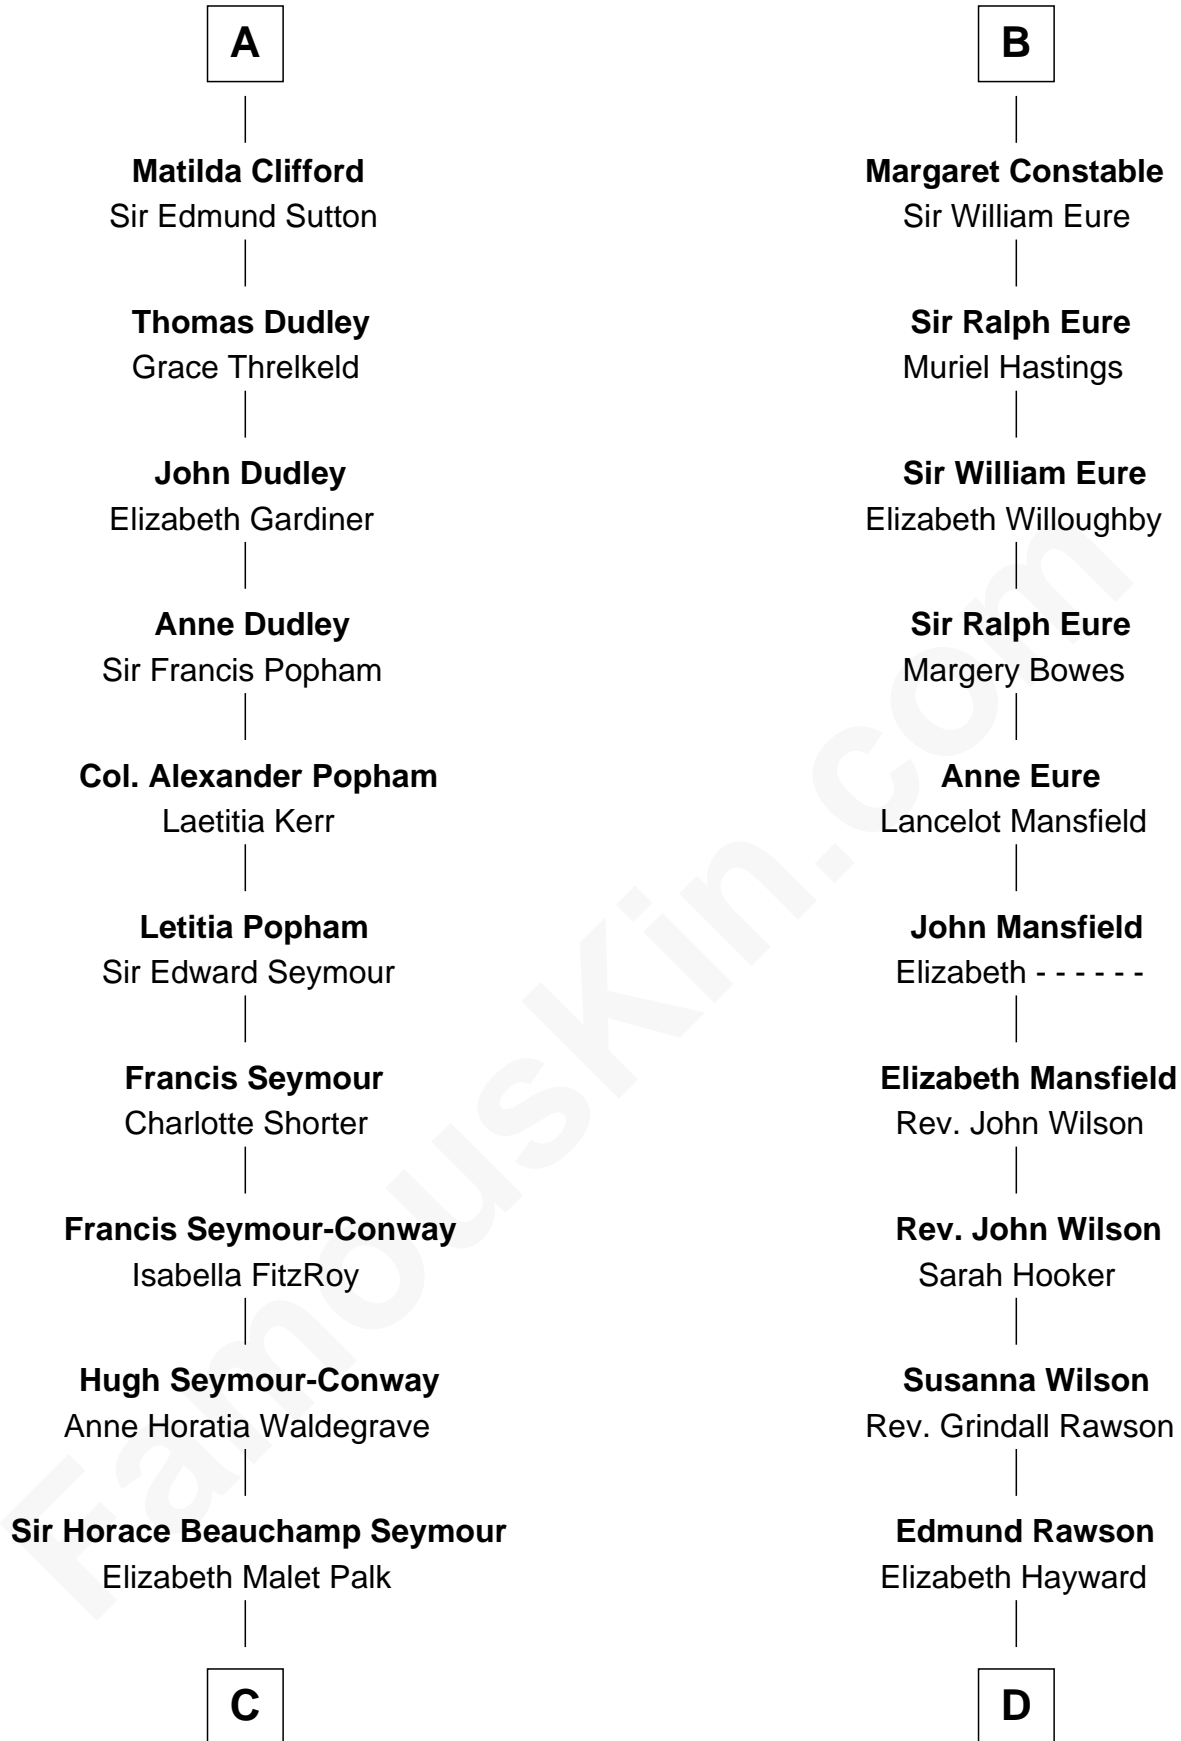 A
Matilda Clifford
Sir Edmund Sutton
Thomas Dudley
Grace Threlkeld
John Dudley
Elizabeth Gardiner
Anne Dudley
Sir Francis Popham
Col. Alexander Popham
Laetitia Kerr
Letitia Popham
Sir Edward Seymour
Francis Seymour
Charlotte Shorter
Francis Seymour-Conway
Isabella FitzRoy
Hugh Seymour-Conway
Anne Horatia Waldegrave
Sir Horace Beauchamp Seymour
Elizabeth Malet Palk
C
B
Margaret Constable
Sir William Eure
Sir Ralph Eure
Muriel Hastings
Sir William Eure
Elizabeth Willoughby
Sir Ralph Eure
Margery Bowes
Anne Eure
Lancelot Mansfield
John Mansfield
Elizabeth - - - - - -
Elizabeth Mansfield
Rev. John Wilson
Rev. John Wilson
Sarah Hooker
Susanna Wilson
Rev. Grindall Rawson
Edmund Rawson
Elizabeth Hayward
D
FamousKin.com